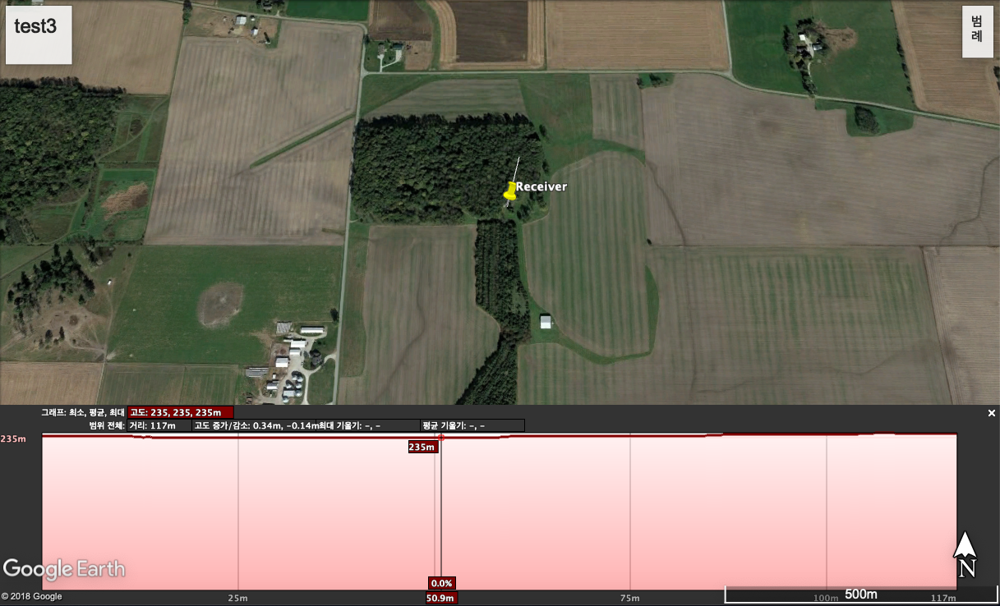 test3
범
례
Receiver
그래프: 최소, 평균, 최대 고도: 235, 235, 235m
범위 전체: 거리: 117m 고도 증가/감소: 0.34m, -0.14m 최대 기울기: -, - 평균 기울기: -, -
235m
235m
Google Earth
N
0.0%
© 2018 Google
25m 50.9m 75m 100m 500m 117m